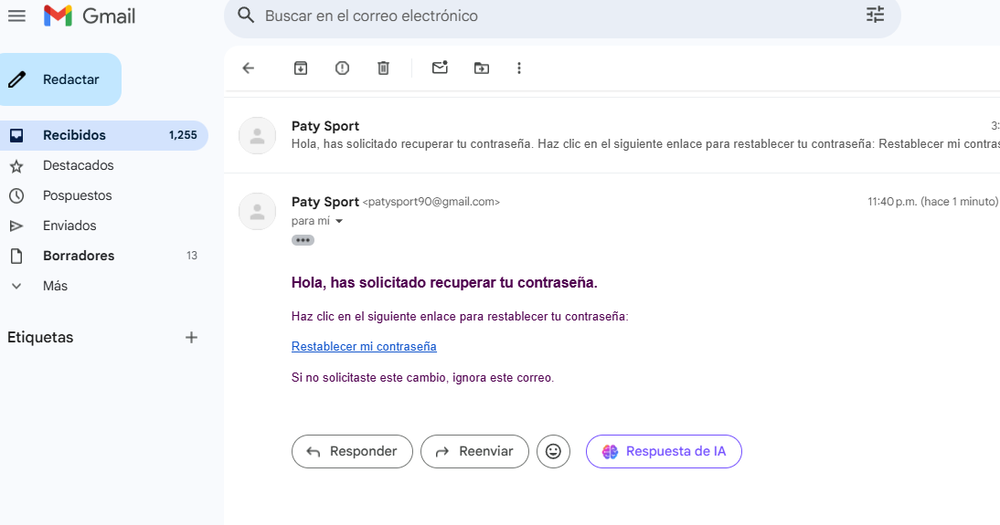 Gmail
Buscar en el correo electrónico
Redactar
Recibidos 1,255
Destacados
Pospuestos
Enviados
Borradores 13
Más
Etiquetas
Paty Sport 3:
Hola, has solicitado recuperar tu contraseña. Haz clic en el siguiente enlace para restablecer tu contraseña: Restablecer mi contras
Paty Sport <patysport90@gmail.com> 11:40 p.m. (hace 1 minuto)
para mí
Hola, has solicitado recuperar tu contraseña.
Haz clic en el siguiente enlace para restablecer tu contraseña:
Restablecer mi contraseña
Si no solicitaste este cambio, ignora este correo.
Responder
Reenviar
Respuesta de IA